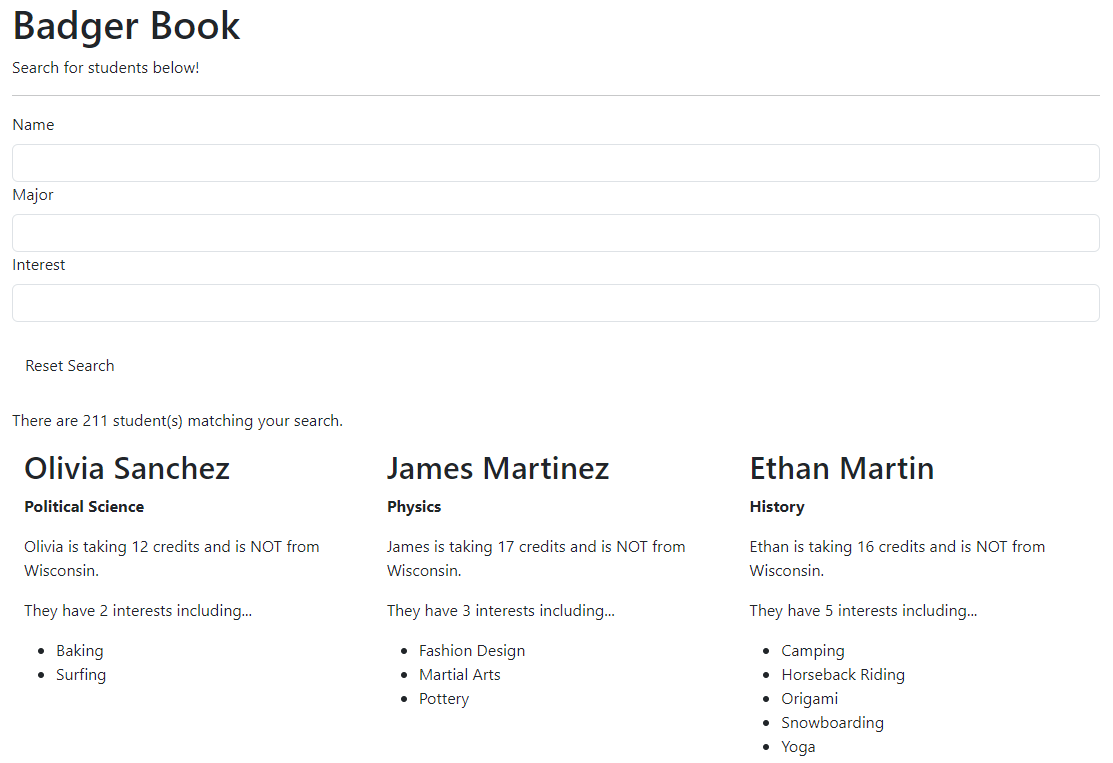 Badger Book
Search for students below!
Name
Major
Interest
Reset Search
There are 211 student(s) matching your search.
Olivia Sanchez
Political Science
Olivia is taking 12 credits and is NOT from
Wisconsin.
They have 2 interests including...
Baking
Surfing
James Martinez
Physics
James is taking 17 credits and is NOT from
Wisconsin.
They have 3 interests including...
Fashion Design
Martial Arts
Pottery
Ethan Martin
History
Ethan is taking 16 credits and is NOT from
Wisconsin.
They have 5 interests including...
Camping
Horseback Riding
Origami
Snowboarding
Yoga